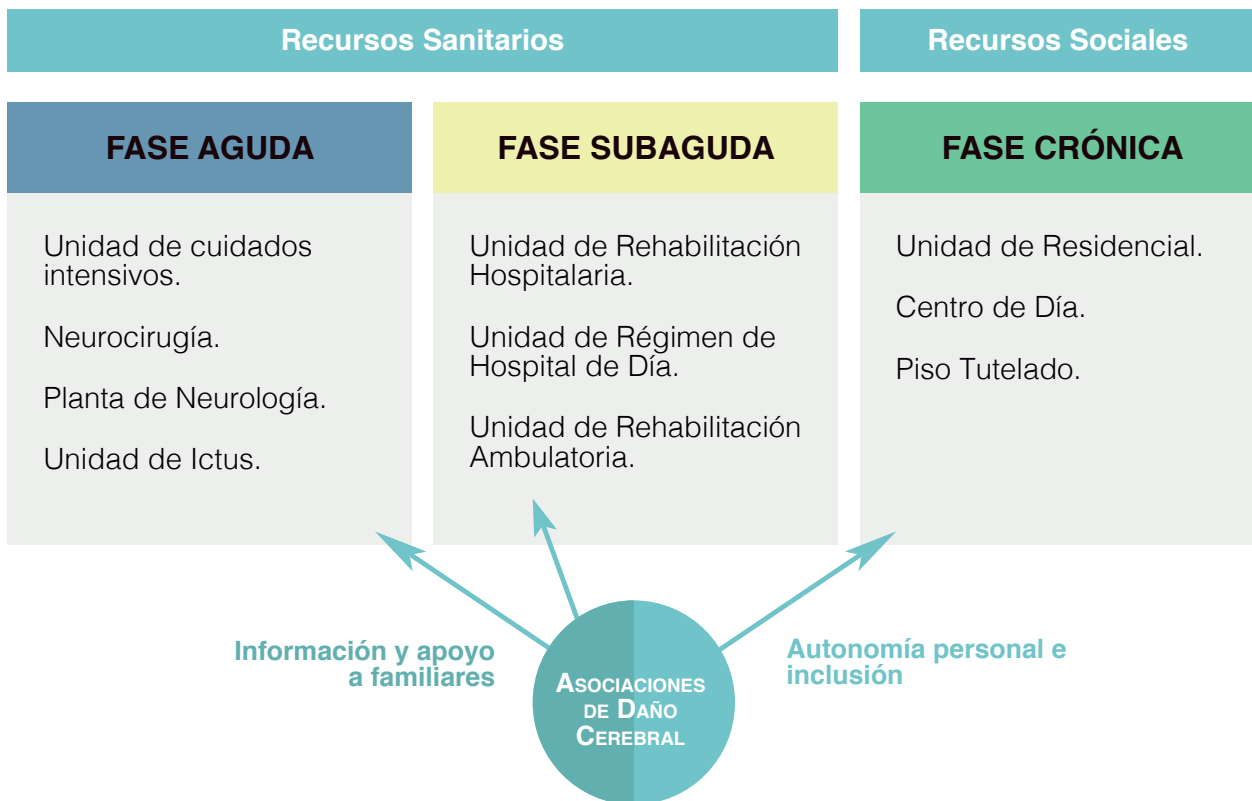 Recursos Sanitarios
Recursos Sociales
FASE AGUDA
FASE SUBAGUDA
FASE CRÓNICA
Unidad de cuidados
intensivos.
Neurocirugía.
Planta de Neurología.
Unidad de Ictus.
Unidad de Rehabilitación
Hospitalaria.
Unidad de Régimen de
Hospital de Día.
Unidad de Rehabilitación
Ambulatoria.
Unidad de Residencial.
Centro de Día.
Piso Tutelado.
Información y apoyo
a familiares
Autonomía personal e
inclusión
ASOCIACIONES
DE DAÑO
CEREBRAL